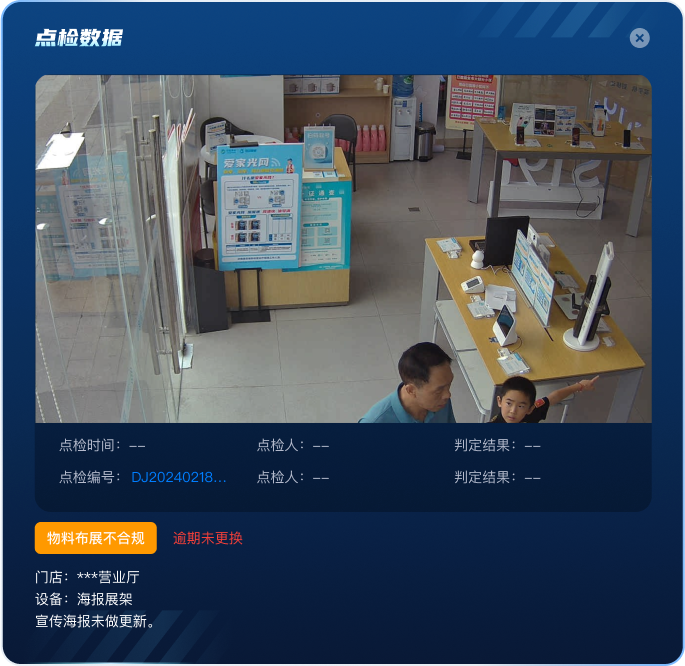 点检数据
爱家光网
点检时间：--
点检人：--
判定结果：--
点检编号：DJ20240218...
点检人：--
判定结果：--
物料布展不合规
逾期未更换
门店：***营业厅
设备：海报展架
宣传海报未做更新。